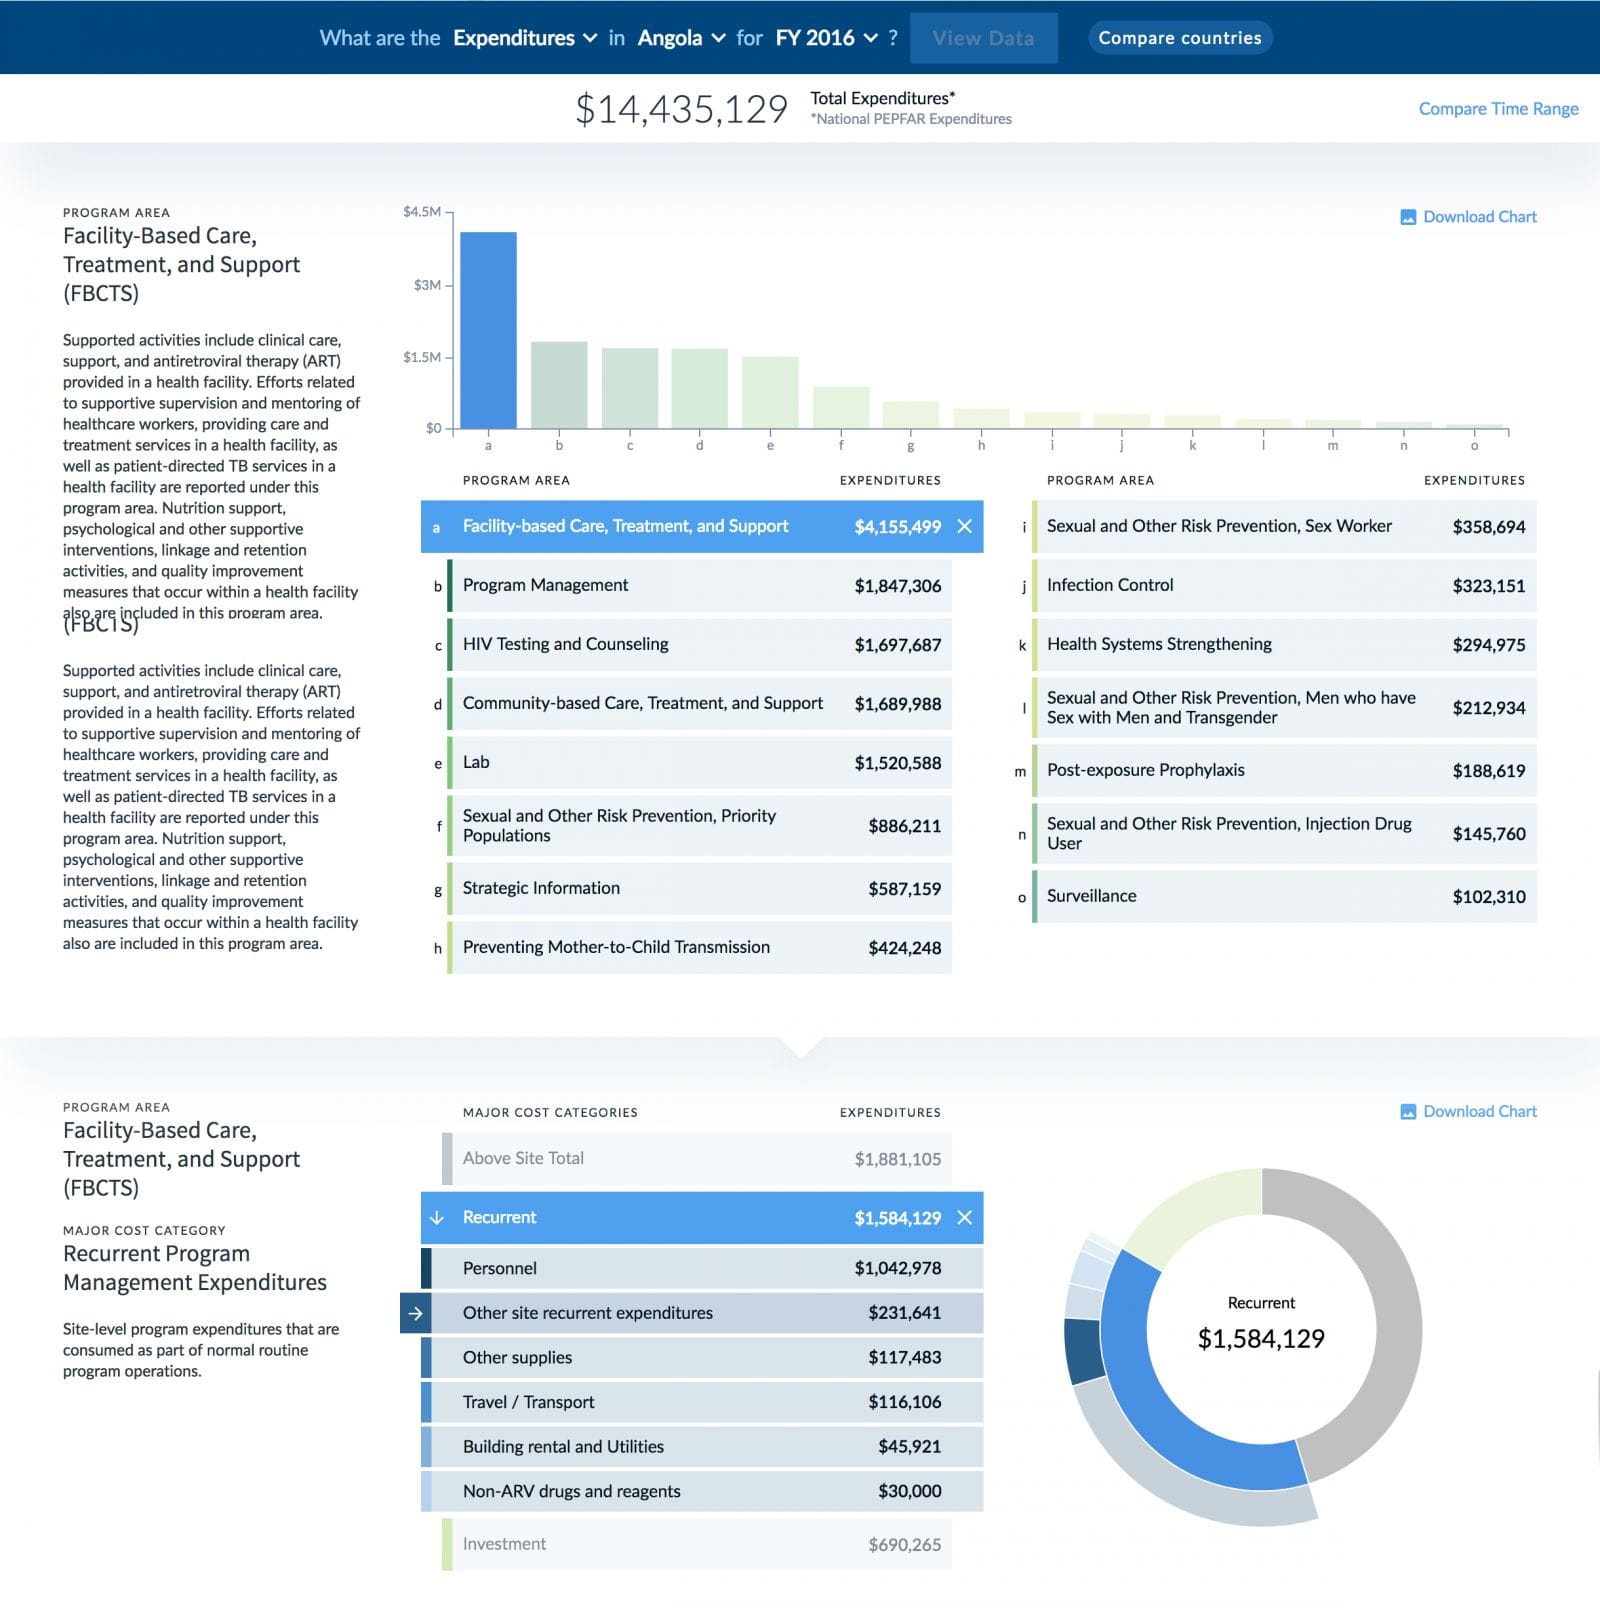 What are the Expenditures in Angola for FY 2016 ? View Data Compare countries
$14,435,129 Total Expenditures*
*National PEPFAR Expenditures
Compare Time Range
PROGRAM AREA
Facility-Based Care,
Treatment, and Support
(FBCTS)
Supported activities include clinical care,
support, and antiretroviral therapy (ART)
provided in a health facility. Efforts related
to supportive supervision and mentoring of
healthcare workers, providing care and
treatment services in a health facility, as
well as patient-directed TB services in a
health facility are reported under this
program area. Nutrition support,
psychological and other supportive
interventions, linkage and retention
activities, and quality improvement
measures that occur within a health facility
also are included in this program area.
(FBCTS)
Supported activities include clinical care,
support, and antiretroviral therapy (ART)
provided in a health facility. Efforts related
to supportive supervision and mentoring of
healthcare workers, providing care and
treatment services in a health facility, as
well as patient-directed TB services in a
health facility are reported under this
program area. Nutrition support,
psychological and other supportive
interventions, linkage and retention
activities, and quality improvement
measures that occur within a health facility
also are included in this program area.
Download Chart
$4.5M
$3M
$1.5M
$0
a b c d e f g h i j k l m n o
PROGRAM AREA EXPENDITURES
a Facility-based Care, Treatment, and Support $4,155,499
b Program Management $1,847,306
c HIV Testing and Counseling $1,697,687
d Community-based Care, Treatment, and Support $1,689,988
e Lab $1,520,588
f Sexual and Other Risk Prevention, Priority
Populations $886,211
g Strategic Information $587,159
h Preventing Mother-to-Child Transmission $424,248
PROGRAM AREA EXPENDITURES
i Sexual and Other Risk Prevention, Sex Worker $358,694
j Infection Control $323,151
k Health Systems Strengthening $294,975
l Sexual and Other Risk Prevention, Men who have
Sex with Men and Transgender $212,934
m Post-exposure Prophylaxis $188,619
n Sexual and Other Risk Prevention, Injection Drug
User $145,760
o Surveillance $102,310
PROGRAM AREA
Facility-Based Care,
Treatment, and Support
(FBCTS)
MAJOR COST CATEGORY
Recurrent Program
Management Expenditures
Site-level program expenditures that are
consumed as part of normal routine
program operations.
MAJOR COST CATEGORIES EXPENDITURES
Above Site Total $1,881,105
Recurrent $1,584,129
Personnel $1,042,978
Other site recurrent expenditures $231,641
Other supplies $117,483
Travel / Transport $116,106
Building rental and Utilities $45,921
Non-ARV drugs and reagents $30,000
Investment $690,265
Download Chart
Recurrent
$1,584,129